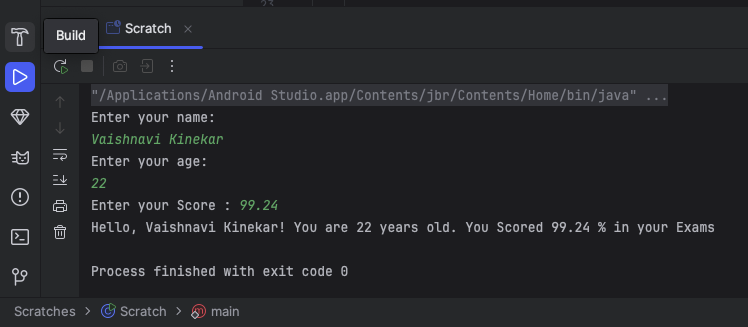 23
Build
Scratch
"/Applications/Android Studio.app/Contents/jbr/Contents/Home/bin/java" ...
Enter your name:
Vaishnavi Kinekar
Enter your age:
22
Enter your Score : 99.24
Hello, Vaishnavi Kinekar! You are 22 years old. You Scored 99.24 % in your Exams
Process finished with exit code 0
Scratches > Scratch > main